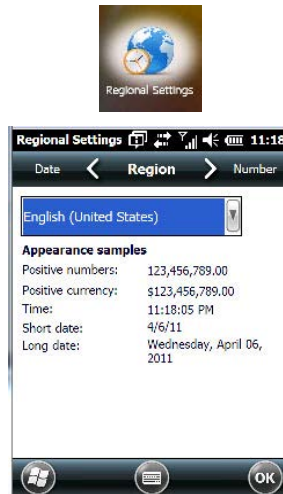 Regional Settings
Regional Settings 11:18
Date Region Number
English (United States)
Appearance samples
Positive numbers: 123,456,789.00
Positive currency: $123,456,789.00
Time: 11:18:05 PM
Short date: 4/6/11
Long date: Wednesday, April 06,
2011
OK